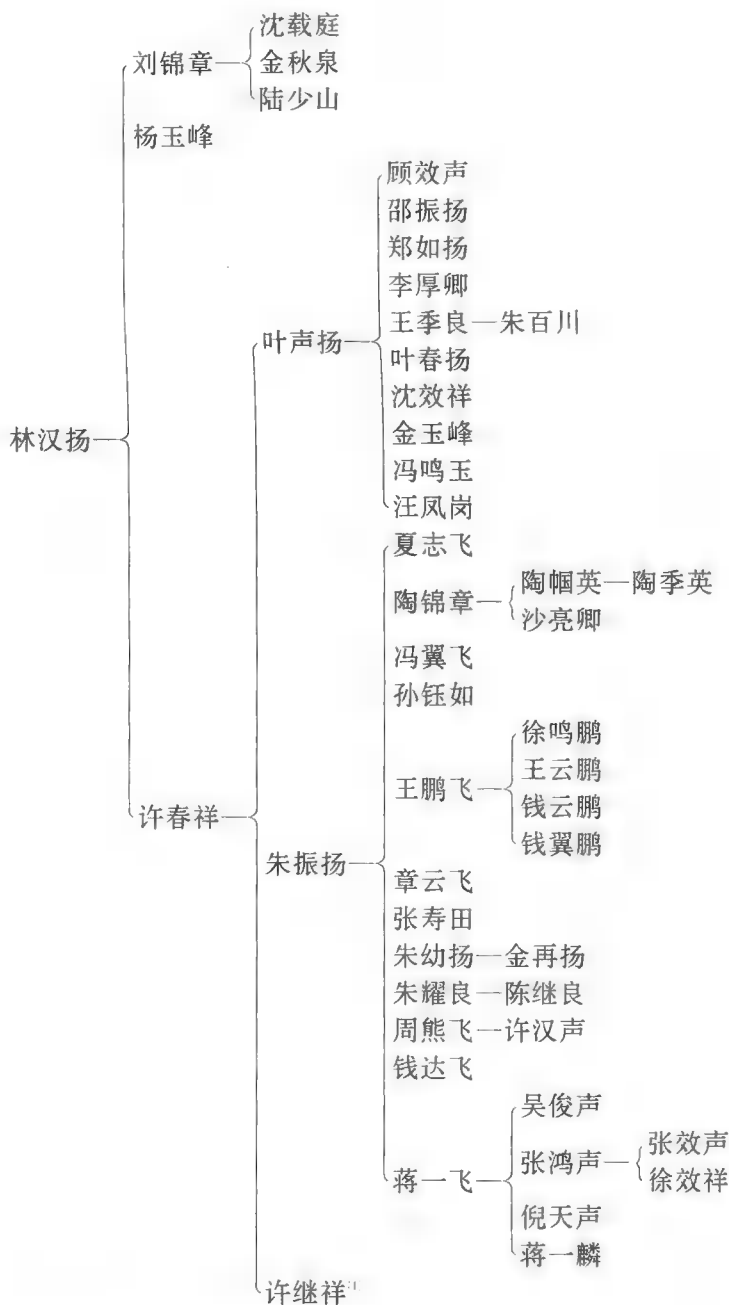 沈载庭
刘锦章 金秋泉
陆少山
杨玉峰
顾效声
邵振扬
郑如扬
李厚卿
叶声扬 王季良—朱百川
叶春扬
沈效祥
林汉扬 金玉峰
冯鸣玉
汪凤岗
夏志飞
陶锦章 陶帼英—陶季英
沙亮卿
冯翼飞
孙钰如
徐鸣鹏
王鹏飞 王云鹏
许春祥 钱云鹏
钱翼鹏
朱振扬
章云飞
张寿田
朱幼扬—金再扬
朱耀良—陈继良
周熊飞—许汉声
钱达飞
吴俊声
张鸿声 张效声
蒋一飞 徐效祥
倪天声
蒋一麟
许继祥